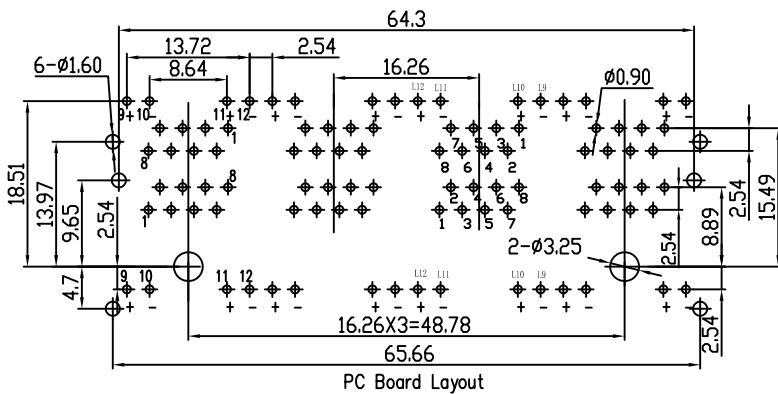 64.3
13.72 2.54
6-Ø1.60 8.64 16.26 Ø0.90
L12 L11 L10 L9
9 10 11 12
+ - + - + - + - + - + - + - + -
1 7 5 3 1
8 8 6 4 2
8 2 4 6 8
1 1 3 5 7
18.51
13.97
9.65
2.54
4.7
2.54
15.49
8.89
2.54
2-Ø3.25
9 10 11 12 L12 L11 L10 L9
+ - + - + - + - + - + - + -
16.26X3=48.78
2.54
65.66
PC Board Layout